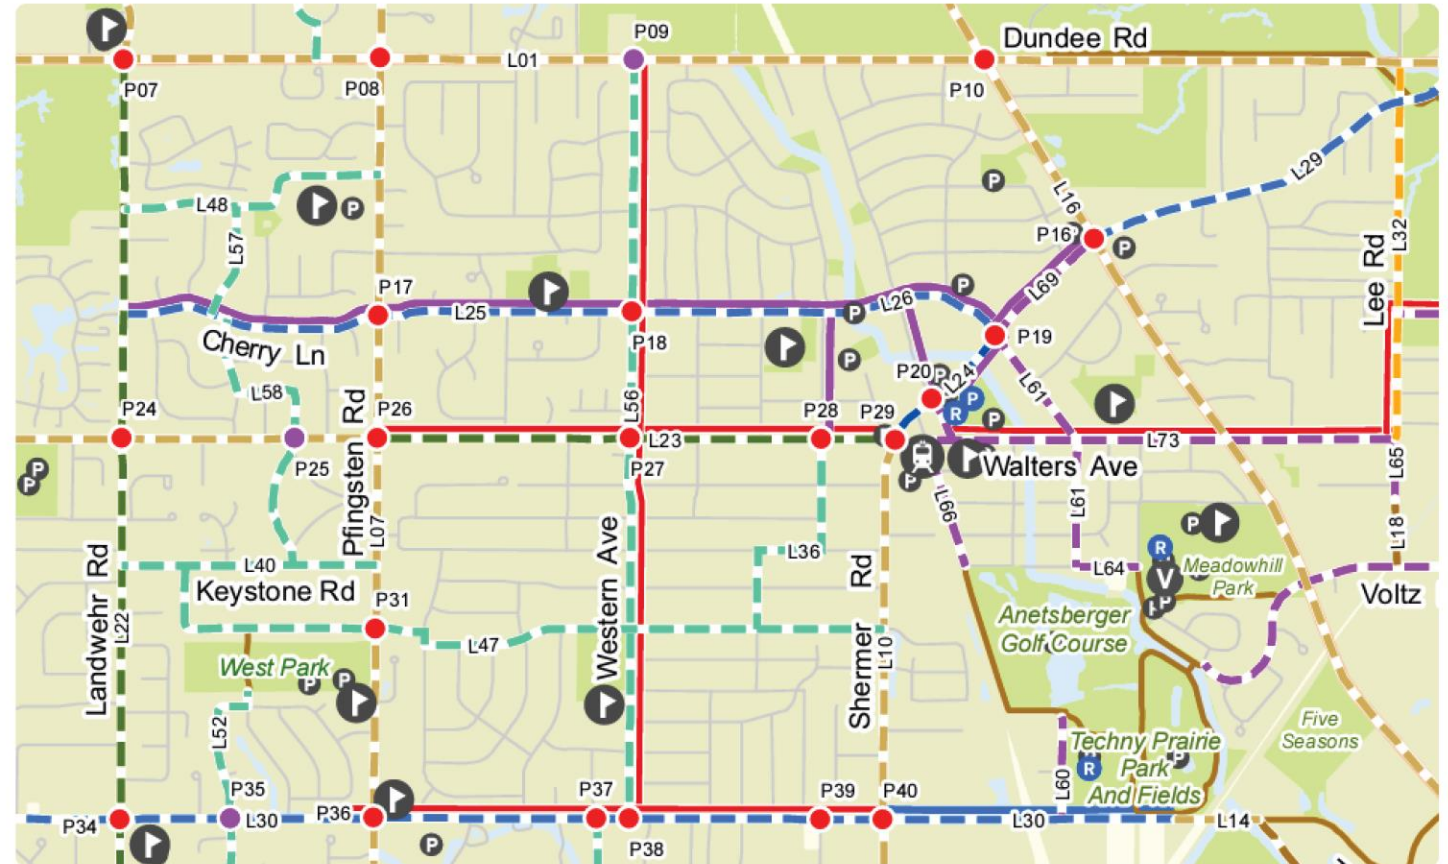 P09
Dundee Rd
L01
P07
P08
P10
L29
L16
L48
P
P
P16
P
L32
L57
Lee Rd
P17
P
L69
L26
L25
P
Cherry Ln
P18
P19
P
P20
P
L24
L61
L58
P
R
P24
Pfingsten Rd
P26
L56
P28
P29
P
L23
L73
P25
P27
Walters Ave
P
P
P
L65
L66
L61
P
L07
L18
R
Landwehr Rd
L40
L36
L64
V
Meadowhill
Park
Keystone Rd
Western Ave
Shermer Rd
Voltz
P31
P
P
Anetsberger
Golf Course
L22
L47
L10
West Park
P
P
L52
Five
Seasons
Techny Prairie
Park
And Fields
P
R
L60
P35
P37
P39
P40
P34
L30
P36
L30
L14
P
P38